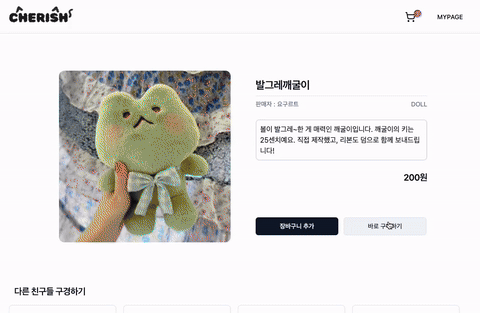 CHERISH
MYPAGE
발그레깨굴이
판매자 : 요구르트
DOLL
볼이 발그레~한 게 매력인 깨굴이입니다. 깨굴이의 키는
25센치예요. 직접 제작했고, 리본도 덤으로 함께 보내드립
니다!
200원
장바구니 추가
바로 구매하기
다른 친구들 구경하기